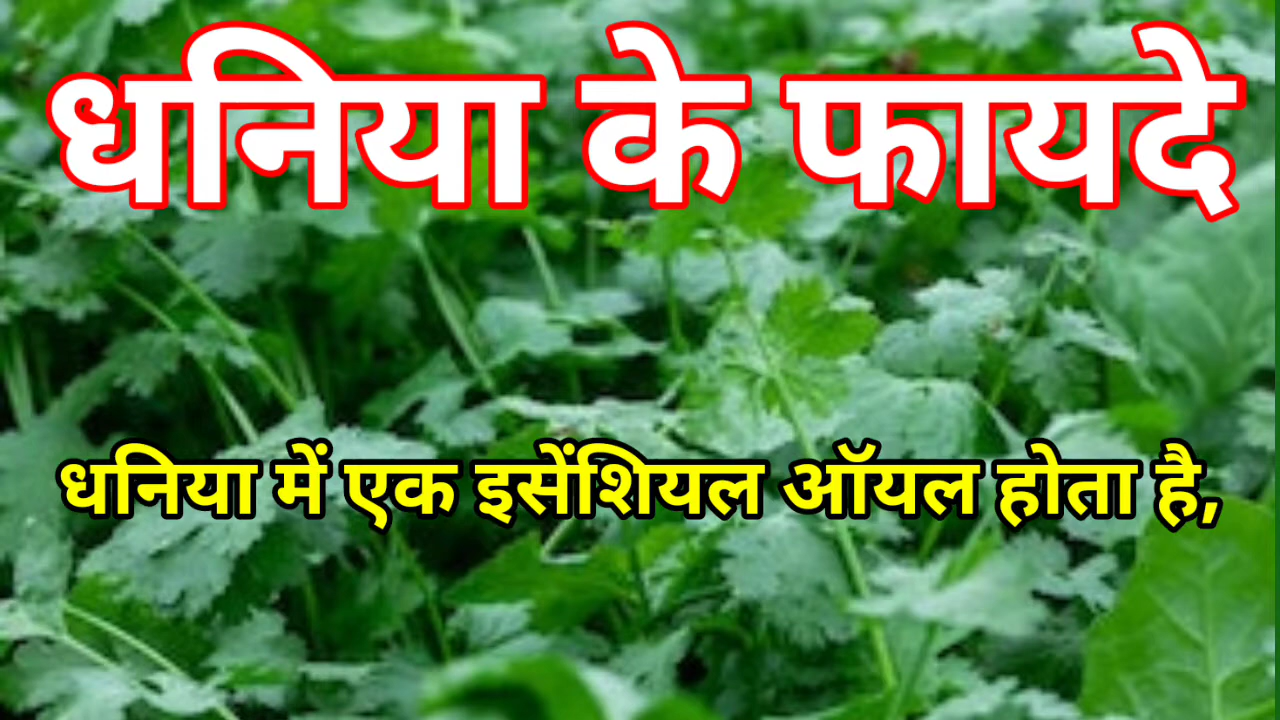 धनिया के फायदे
धनिया में एक इसेंशियल ऑयल होता है,